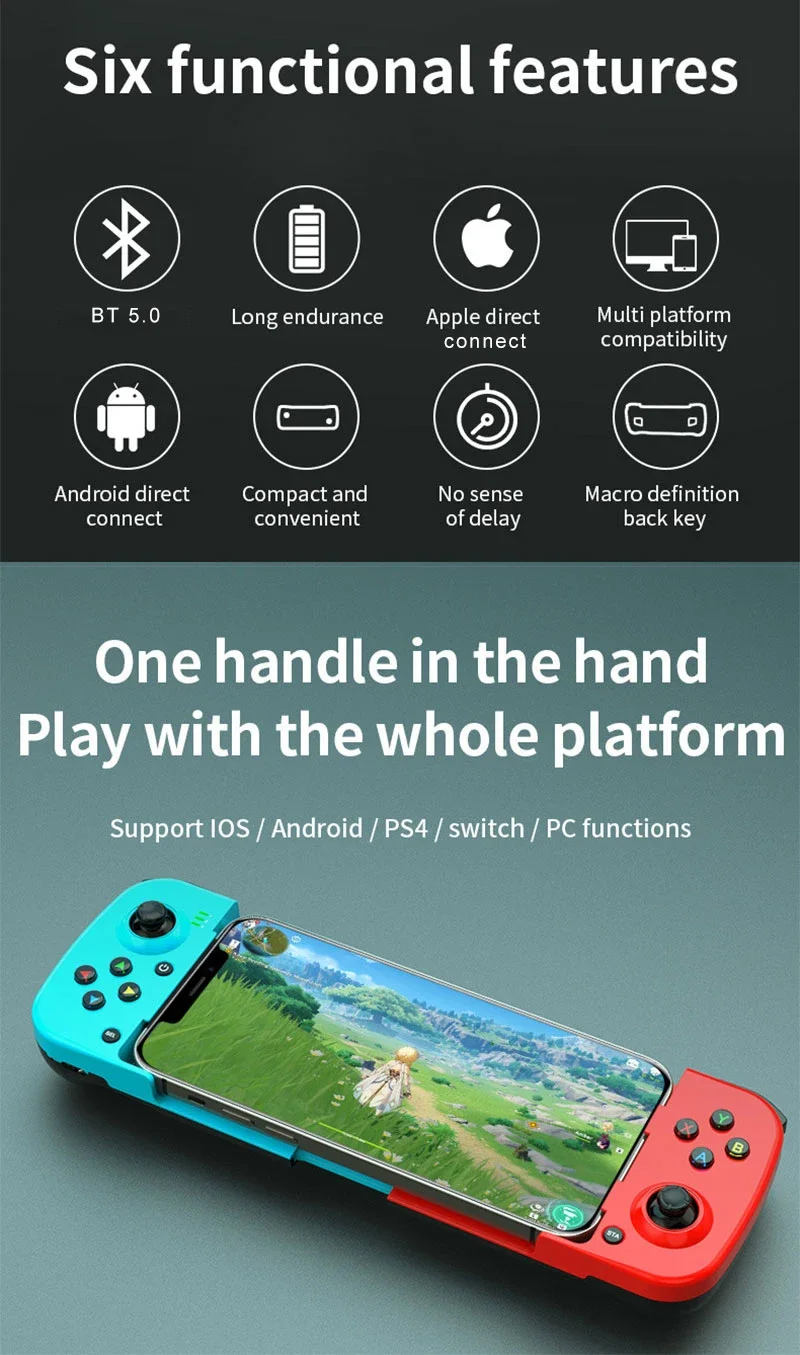 Six functional features
BT 5.0
Long endurance
Apple direct
connect
Multi platform
compatibility
Android direct
connect
Compact and
convenient
No sense
of delay
Macro definition
back key
One handle in the hand
Play with the whole platform
Support IOS / Android / PS4 / switch / PC functions
SEL
X
Y
A
B
STA